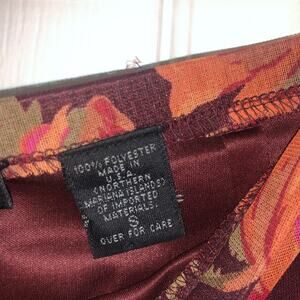 100% POLYESTER
MADE IN
U.S.A.
(NORTHERN
MARIANA ISLANDS)
OF IMPORTED
MATERIALS
S
OVER FOR CARE